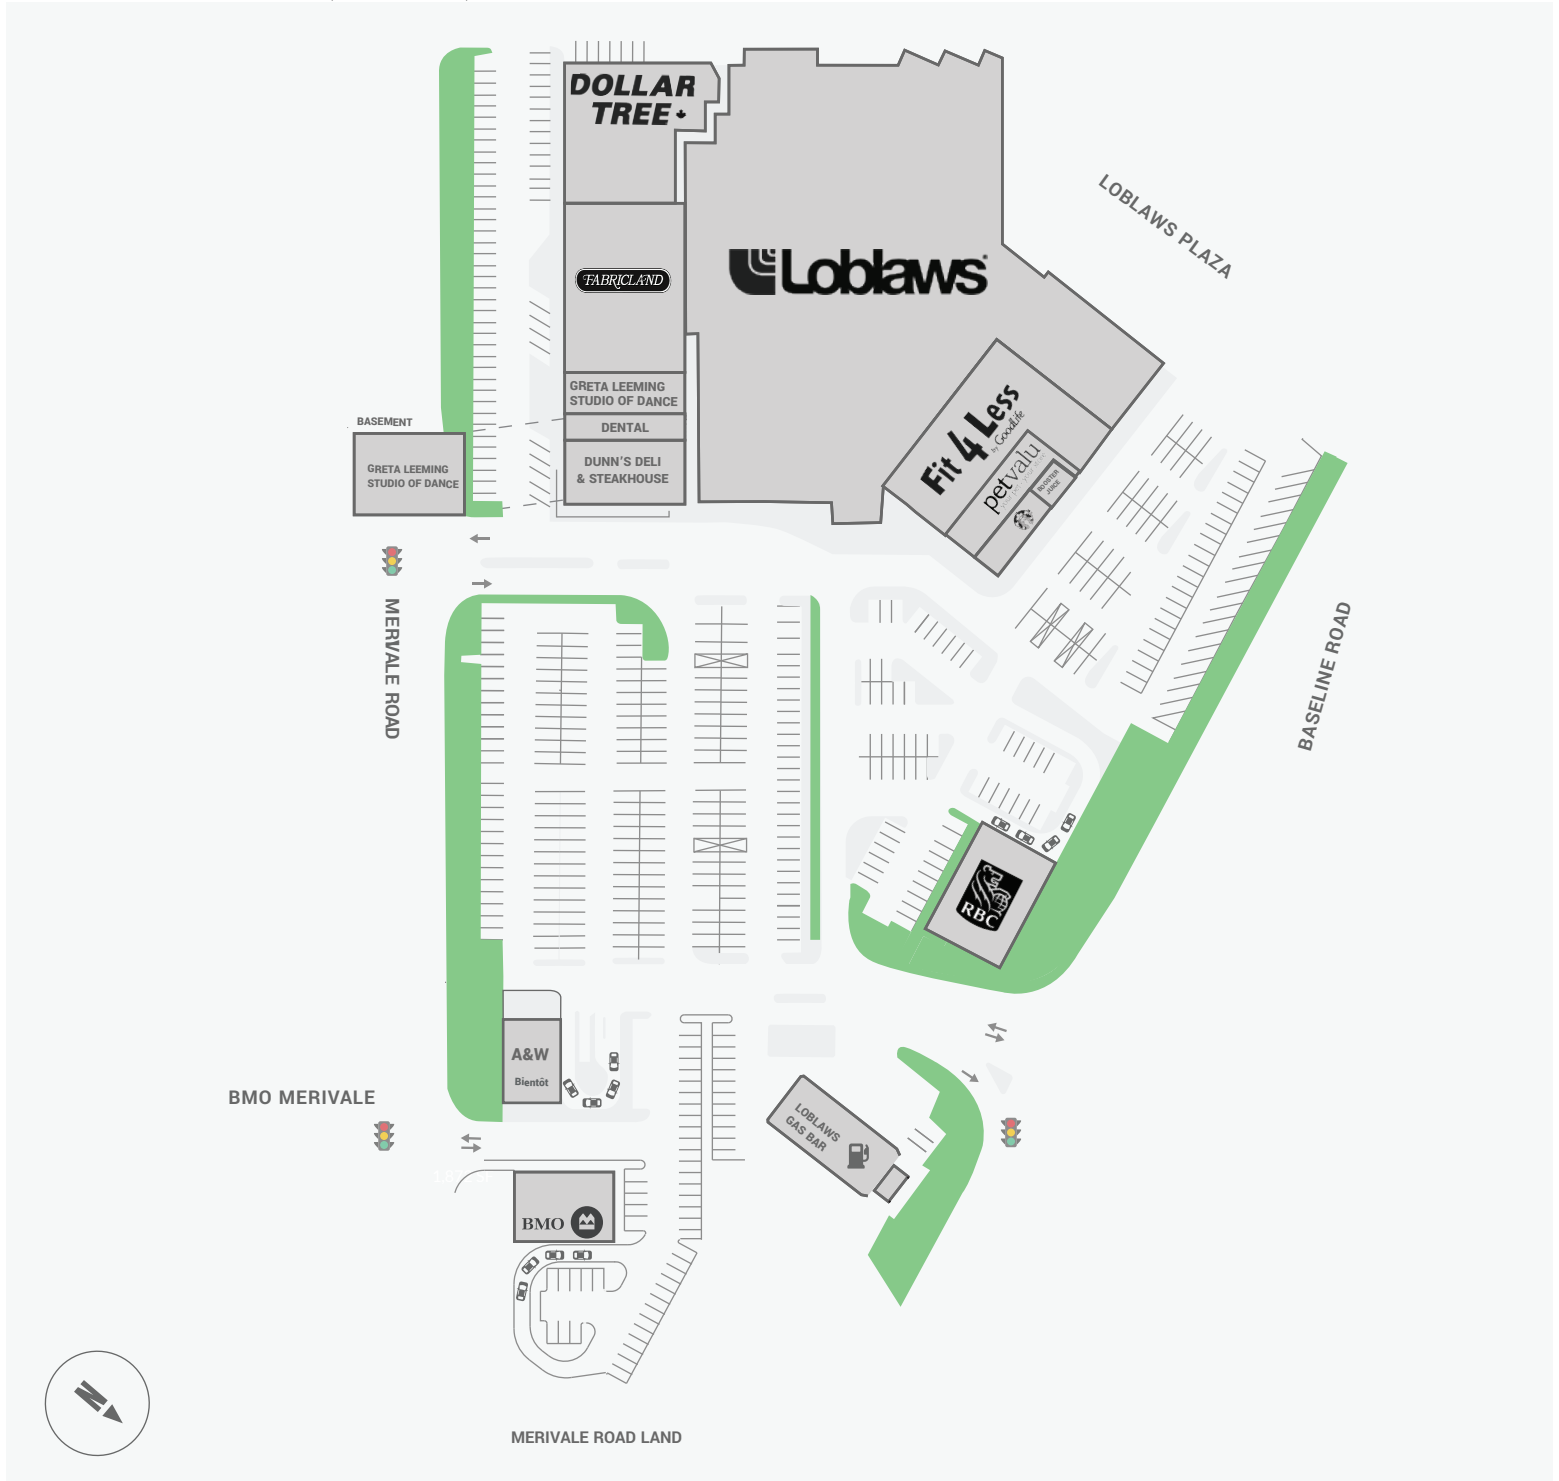 DOLLAR
TREE
LOBLAWS PLAZA
Loblaws
FABRICLAND
GRETA LEEMING
STUDIO OF DANCE
DENTAL
DUNN'S DELI
& STEAKHOUSE
BASEMENT
GRETA LEEMING
STUDIO OF DANCE
Fit 4 Less
by GoodLife
petvalu
BOOSTER
JUICE
MERIVALE ROAD
BASELINE ROAD
RBC
A&W
Bientôt
BMO MERIVALE
LOBLAWS
GAS BAR
BMO
N
MERIVALE ROAD LAND